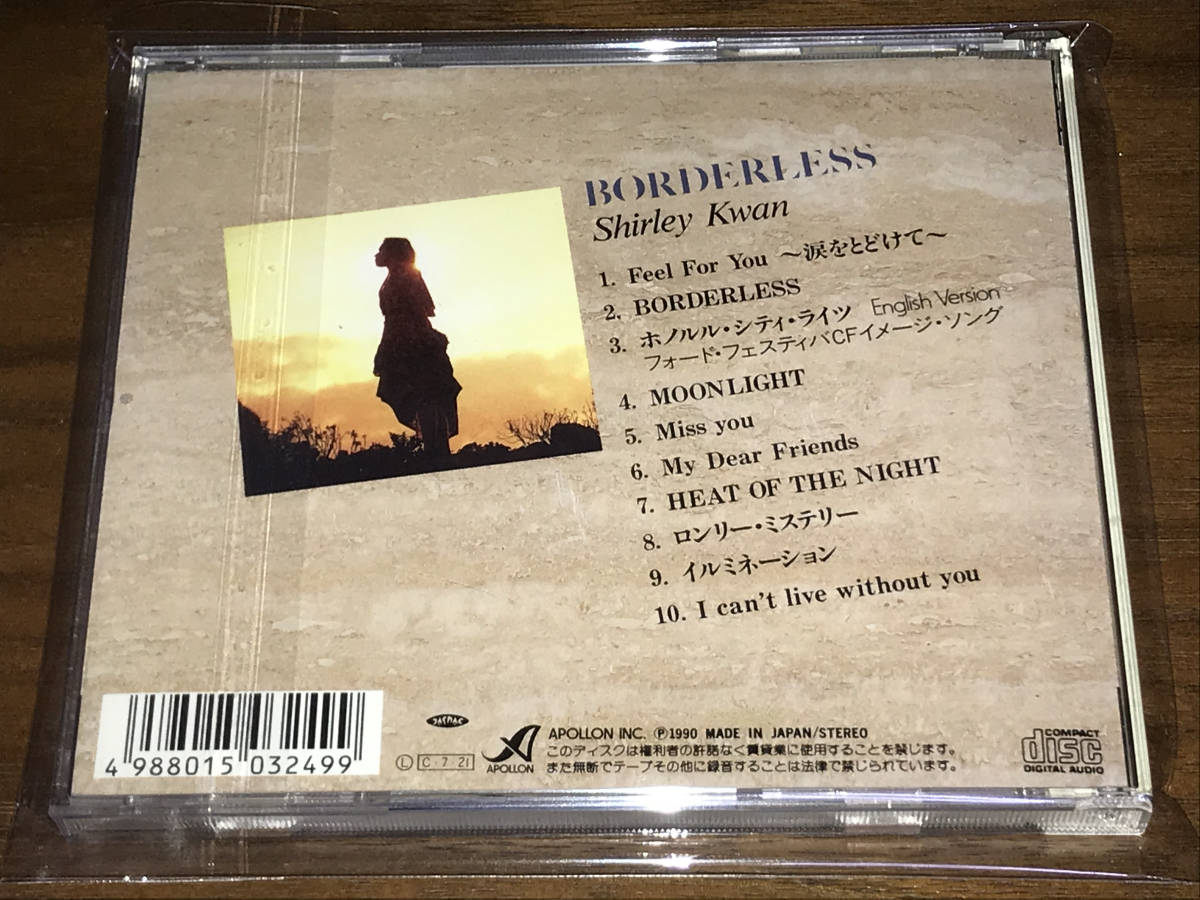 BORDERLESS
Shirley Kwan
1. Feel For You 〜涙をとどけて〜
2. BORDERLESS
3. ホノルル・シティ・ライツ English Version
フォード・フェスティバCFイメージ・ソング
4. MOONLIGHT
5. Miss you
6. My Dear Friends
7. HEAT OF THE NIGHT
8. ロンリー・ミステリー
9. イルミネーション
10. I can't live without you
4 988015 032499
JASRAC
Ⓛ C・7・21
APOLLON
APOLLON INC. Ⓟ1990 MADE IN JAPAN/STEREO
このディスクは権利者の許諾なく賃貸業に使用することを禁じます。
また無断でテープその他に録音することは法律で禁じられています。
COMPACT
disc
DIGITAL AUDIO